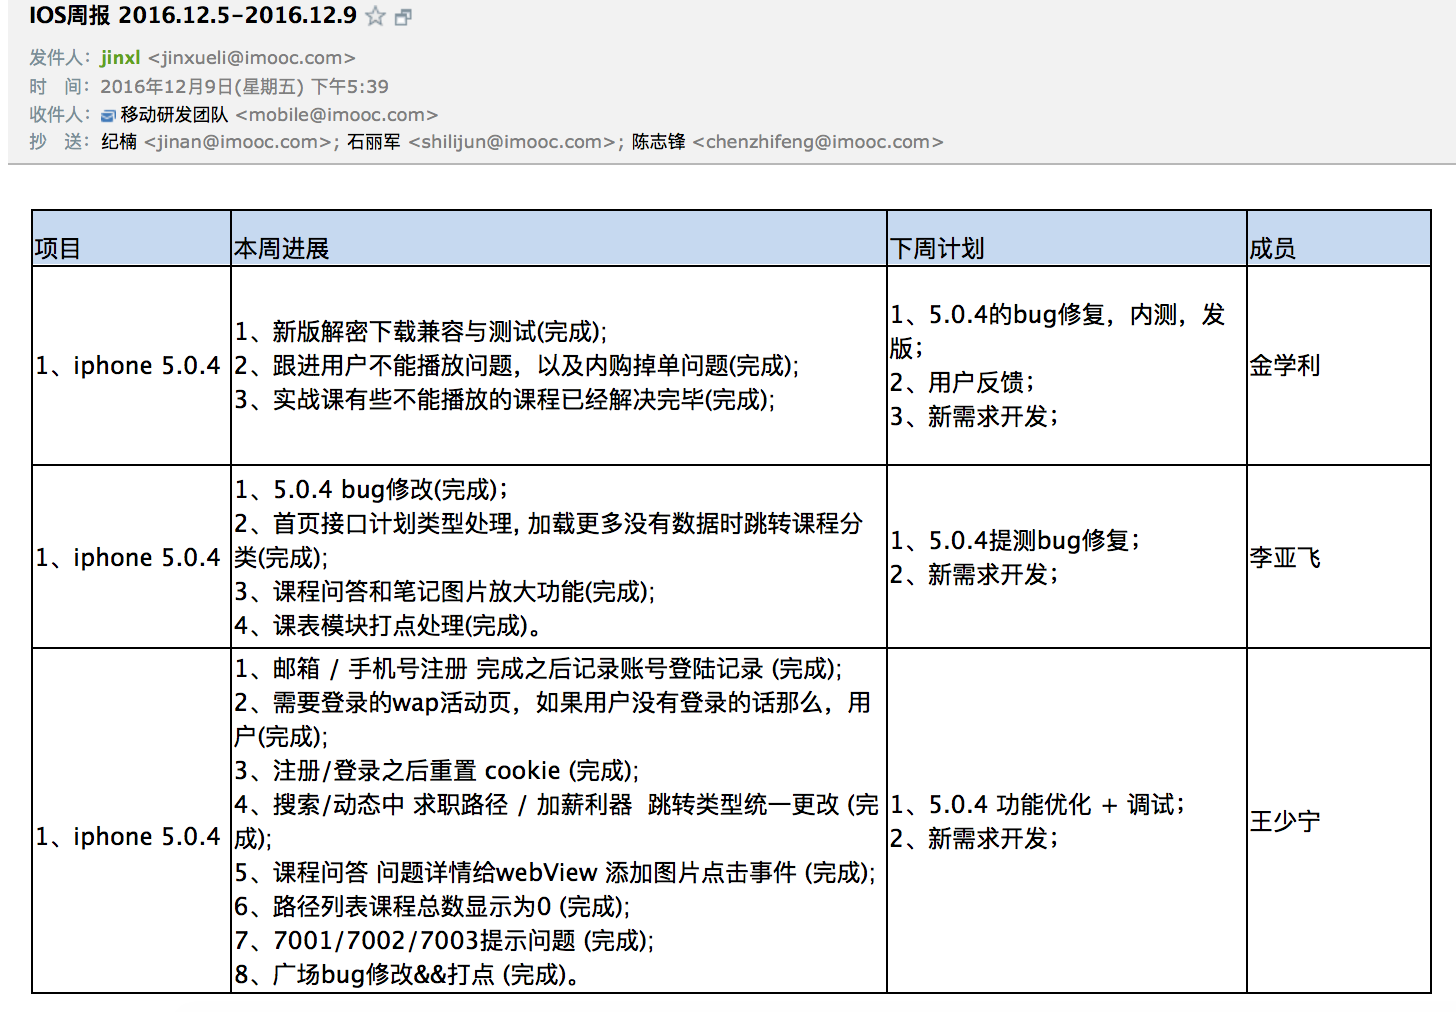 IOS周报 2016.12.5-2016.12.9
发件人：jinxl <jinxueli@imooc.com>
时　间：2016年12月9日(星期五) 下午5:39
收件人：移动研发团队 <mobile@imooc.com>
抄　送：纪楠 <jinan@imooc.com>；石丽军 <shilijun@imooc.com>；陈志锋 <chenzhifeng@imooc.com>
项目
本周进展
下周计划
成员
1、iphone 5.0.4
1、新版解密下载兼容与测试(完成);
2、跟进用户不能播放问题，以及内购掉单问题(完成);
3、实战课有些不能播放的课程已经解决完毕(完成);
1、5.0.4的bug修复，内测，发
版；
2、用户反馈；
3、新需求开发；
金学利
1、iphone 5.0.4
1、5.0.4 bug修改(完成)；
2、首页接口计划类型处理, 加载更多没有数据时跳转课程分
类(完成);
3、课程问答和笔记图片放大功能(完成);
4、课表模块打点处理(完成)。
1、5.0.4提测bug修复；
2、新需求开发；
李亚飞
1、iphone 5.0.4
1、邮箱 / 手机号注册 完成之后记录账号登陆记录 (完成);
2、需要登录的wap活动页，如果用户没有登录的话那么，用
户(完成);
3、注册/登录之后重置 cookie (完成);
4、搜索/动态中 求职路径 / 加薪利器  跳转类型统一更改 (完
成);
5、课程问答 问题详情给webView 添加图片点击事件 (完成);
6、路径列表课程总数显示为0 (完成);
7、7001/7002/7003提示问题 (完成);
8、广场bug修改&&打点 (完成)。
1、5.0.4 功能优化 + 调试；
2、新需求开发；
王少宁